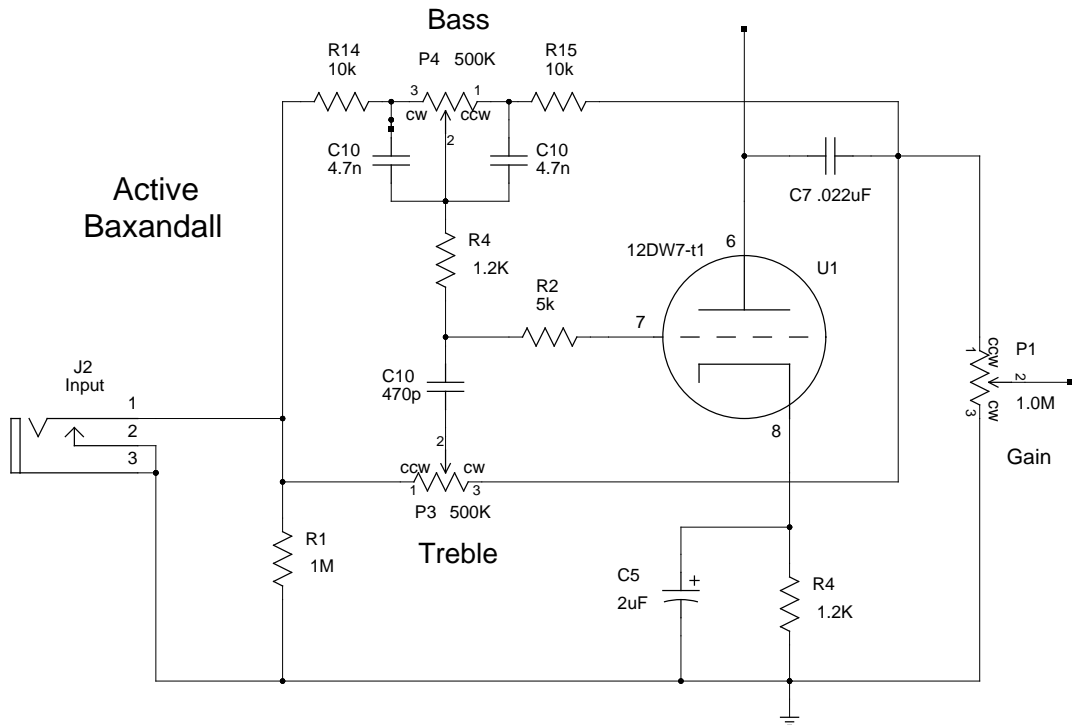 Bass
R14
10k
P4 500K
R15
10k
3
1
cw
ccw
2
C10
4.7n
C10
4.7n
Active
Baxandall
C7 .022uF
R4
1.2K
12DW7-t1
6
U1
R2
5k
7
J2
Input
C10
470p
ccw
1
P1
2
1.0M
cw
3
1
2
3
8
Gain
2
ccw
cw
1
3
P3 500K
Treble
R1
1M
C5
2uF
+
R4
1.2K